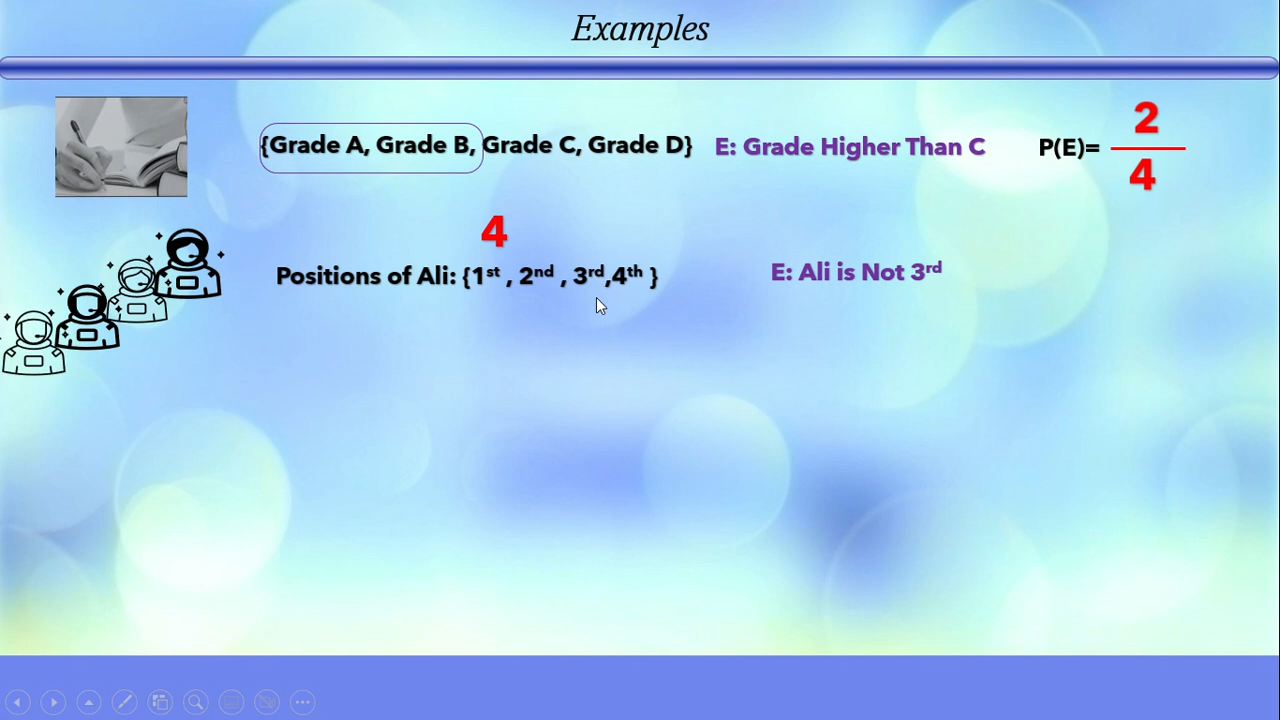 Examples
{Grade A, Grade B, Grade C, Grade D} E: Grade Higher Than C P(E)= 2
4
4
Positions of Ali: {1st , 2nd , 3rd,4th } E: Ali is Not 3rd